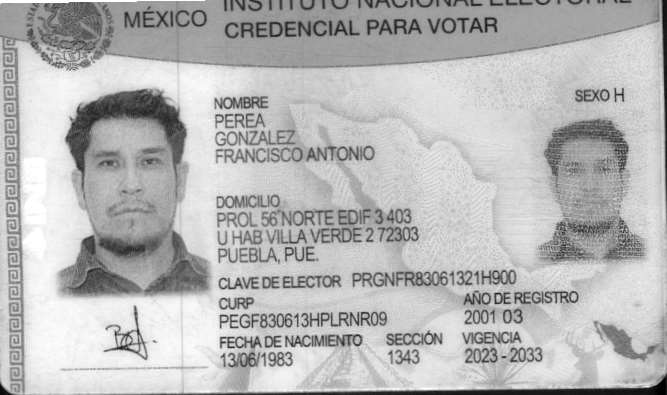 MÉXICO
INSTITUTO NACIONAL ELECTORAL
CREDENCIAL PARA VOTAR
SEXO H
NOMBRE
PEREA
GONZALEZ
FRANCISCO ANTONIO
DOMICILIO
PROL 56 NORTE EDIF 3 403
U HAB VILLA VERDE 2 72303
PUEBLA, PUE.
CLAVE DE ELECTOR PRGNFR83061321H900
CURP
PEGF830613HPLRNR09
AÑO DE REGISTRO
2001 03
FECHA DE NACIMIENTO SECCIÓN VIGENCIA
13/06/1983 1343 2023 - 2033